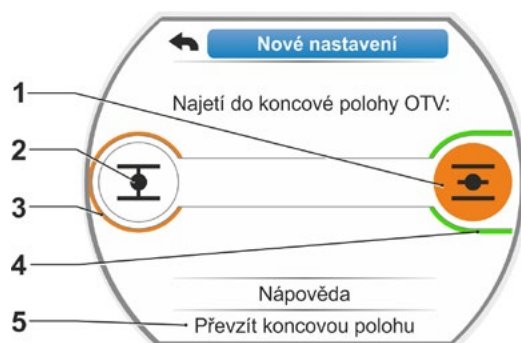 Nové nastavení
1
Najetí do koncové polohy OTV:
2
3
4
Nápověda
5
Převzít koncovou polohu